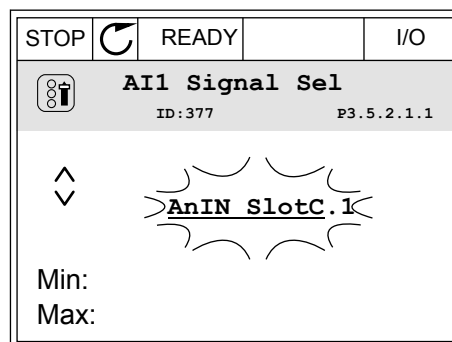 STOP READY I/O
AI1 Signal Sel
ID:377 P3.5.2.1.1
AnIN SlotC.1
Min:
Max: